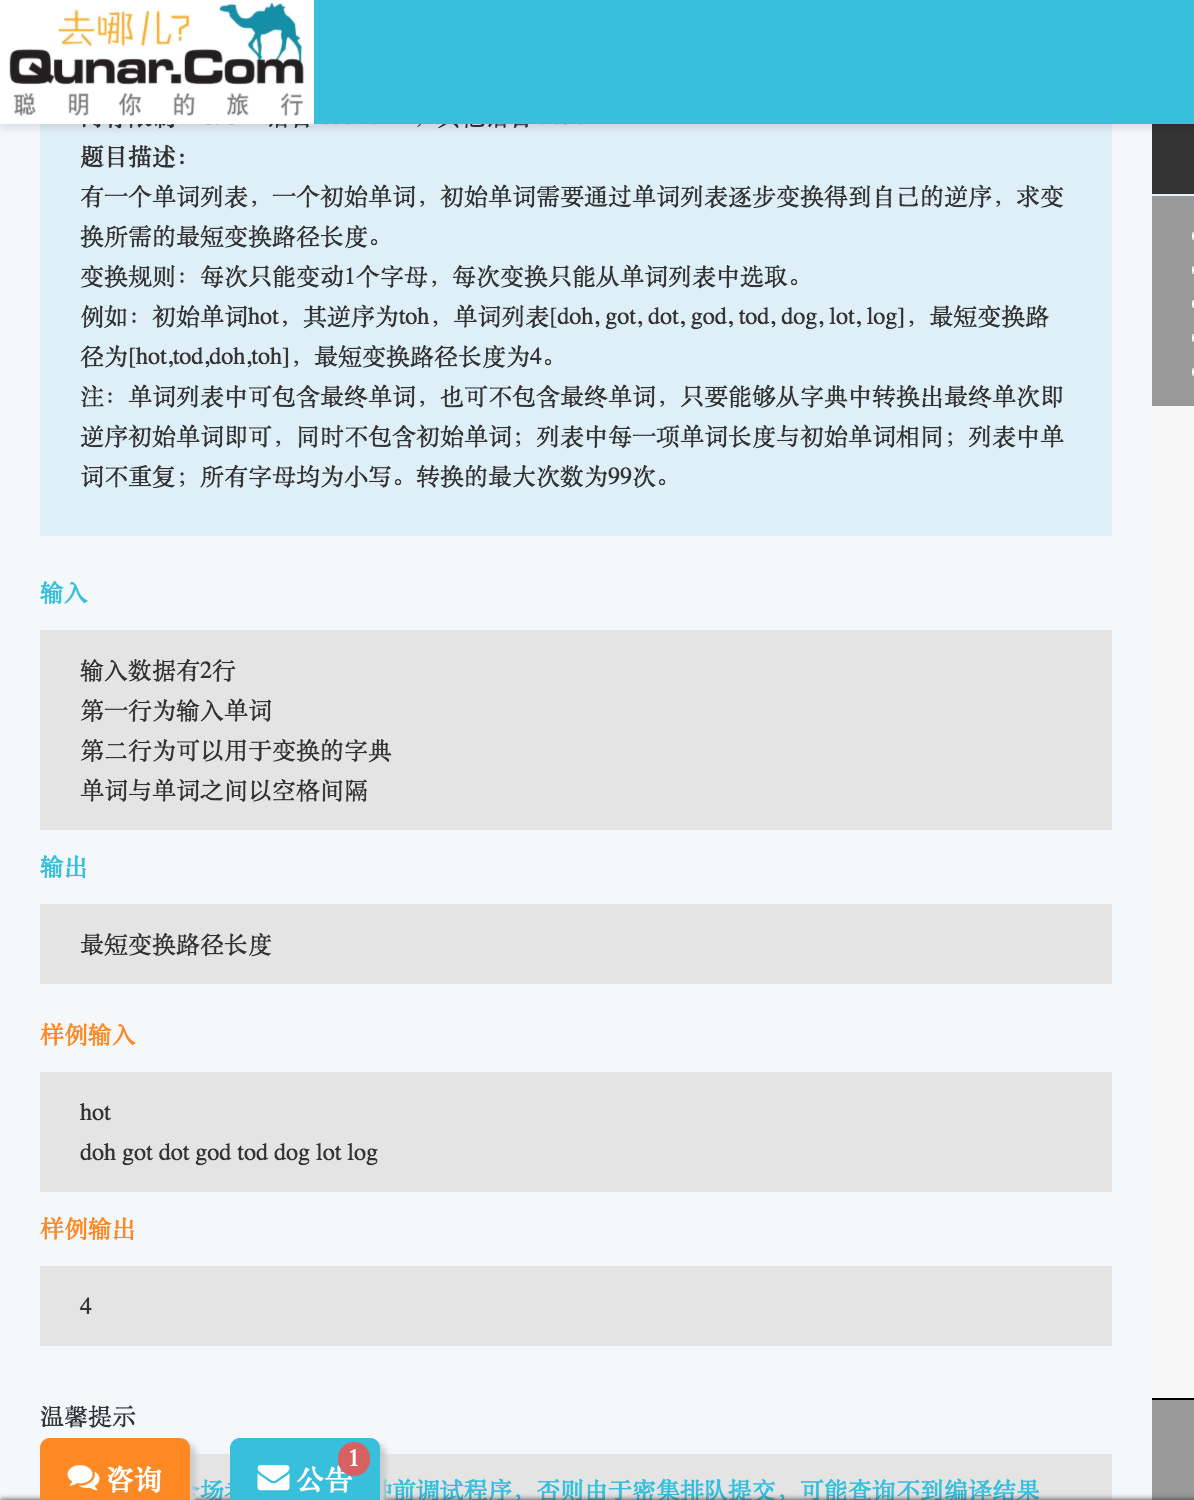 去哪儿?
Qunar.Com
聪明你的旅行
题目描述：
有一个单词列表，一个初始单词，初始单词需要通过单词列表逐步变换得到自己的逆序，求变
换所需的最短变换路径长度。
变换规则：每次只能变动1个字母，每次变换只能从单词列表中选取。
例如：初始单词hot，其逆序为toh，单词列表[doh, got, dot, god, tod, dog, lot, log]，最短变换路
径为[hot,tod,doh,toh]，最短变换路径长度为4。
注：单词列表中可包含最终单词，也可不包含最终单词，只要能够从字典中转换出最终单次即
逆序初始单词即可，同时不包含初始单词；列表中每一项单词长度与初始单词相同；列表中单
词不重复；所有字母均为小写。转换的最大次数为99次。
输入
输入数据有2行
第一行为输入单词
第二行为可以用于变换的字典
单词与单词之间以空格间隔
输出
最短变换路径长度
样例输入
hot
doh got dot god tod dog lot log
样例输出
4
温馨提示
咨询
公告
1
前调试程序，否则由于密集排队提交，可能查询不到编译结果